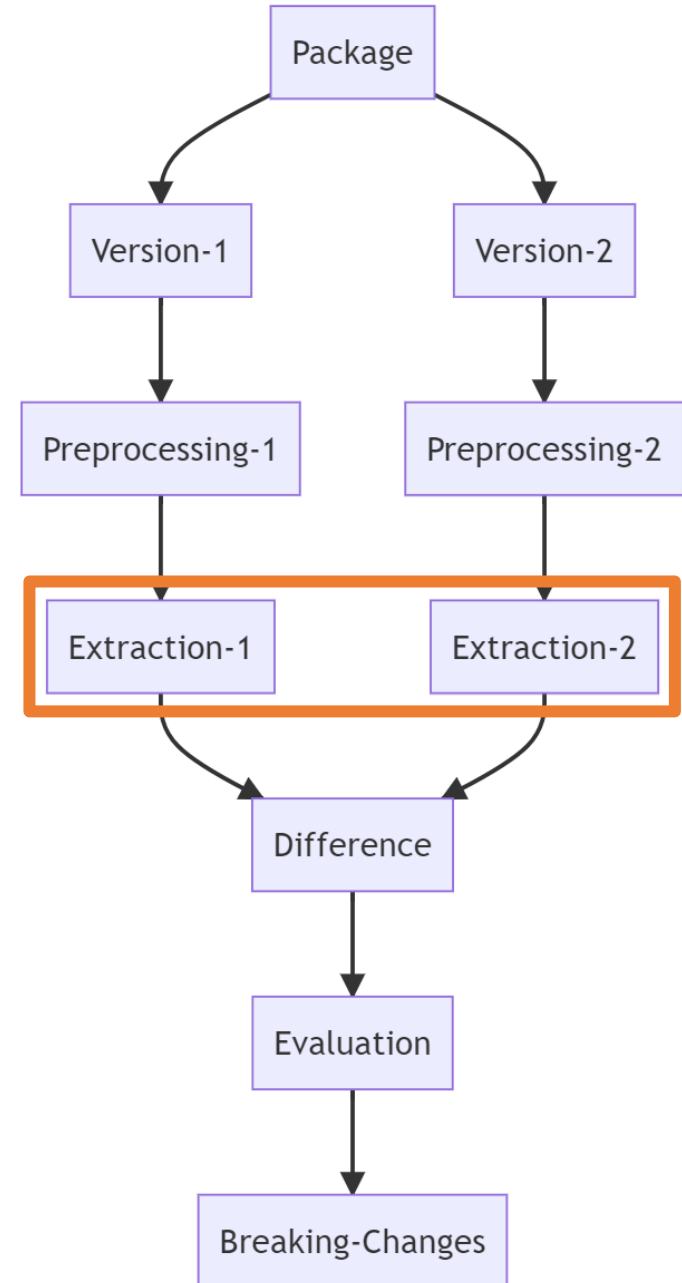 Package
Version-1
Version-2
Preprocessing-1
Preprocessing-2
Extraction-1
Extraction-2
Difference
Evaluation
Breaking-Changes